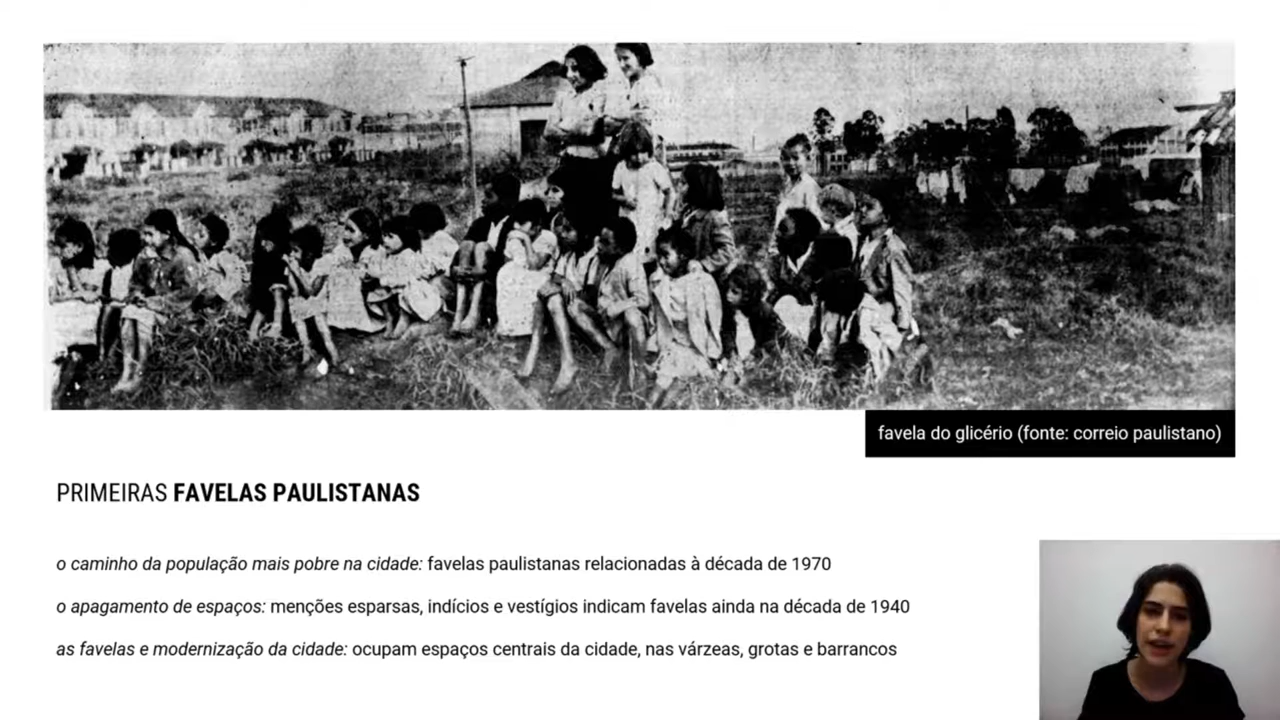 favela do glicério (fonte: correio paulistano)
PRIMEIRAS FAVELAS PAULISTANAS
o caminho da população mais pobre na cidade: favelas paulistanas relacionadas à década de 1970
o apagamento de espaços: menções esparsas, indícios e vestígios indicam favelas ainda na década de 1940
as favelas e modernização da cidade: ocupam espaços centrais da cidade, nas várzeas, grotas e barrancos